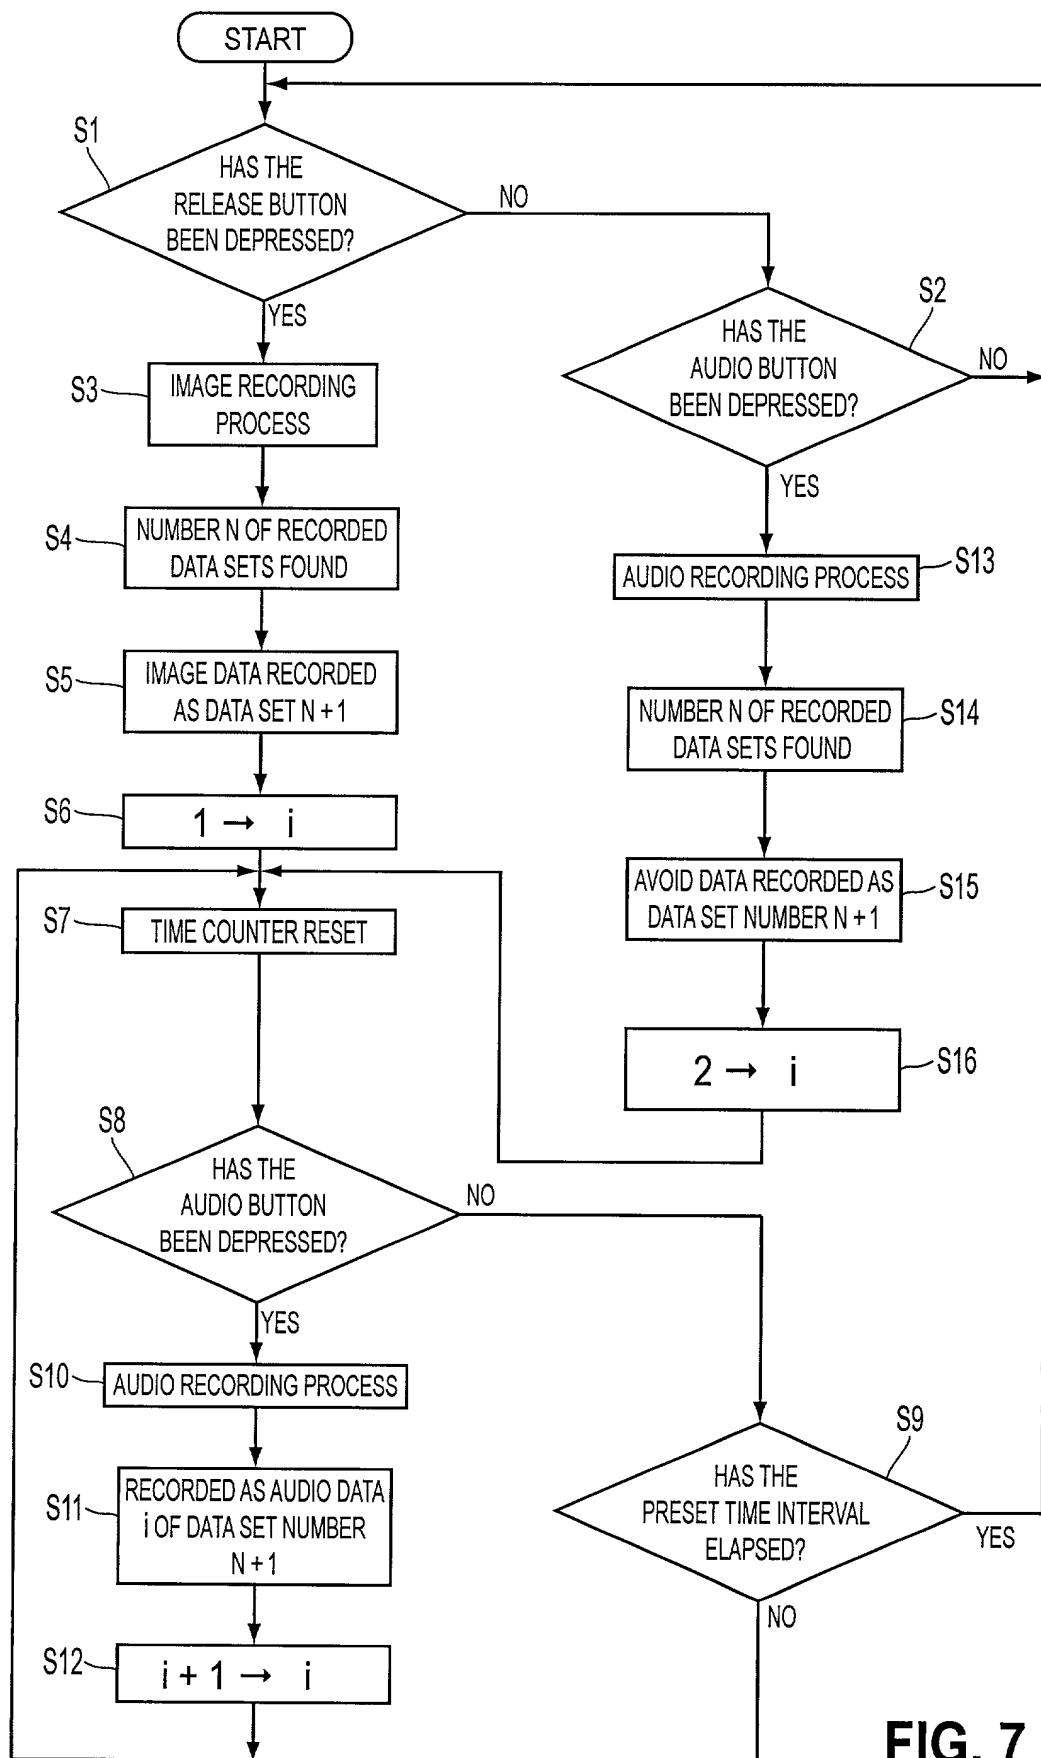 START
S1
HAS THE
RELEASE BUTTON
BEEN DEPRESSED?
NO
YES
S2
HAS THE
AUDIO BUTTON
BEEN DEPRESSED?
NO
YES
S3
IMAGE RECORDING
PROCESS
S4
NUMBER N OF RECORDED
DATA SETS FOUND
S5
IMAGE DATA RECORDED
AS DATA SET N + 1
S6
1 → i
S7
TIME COUNTER RESET
S13
AUDIO RECORDING PROCESS
S14
NUMBER N OF RECORDED
DATA SETS FOUND
S15
AVOID DATA RECORDED AS
DATA SET NUMBER N + 1
S16
2 → i
S8
HAS THE
AUDIO BUTTON
BEEN DEPRESSED?
NO
YES
S10
AUDIO RECORDING PROCESS
S11
RECORDED AS AUDIO DATA
i OF DATA SET NUMBER
N + 1
S12
i + 1 → i
S9
HAS THE
PRESET TIME INTERVAL
ELAPSED?
YES
NO
FIG. 7